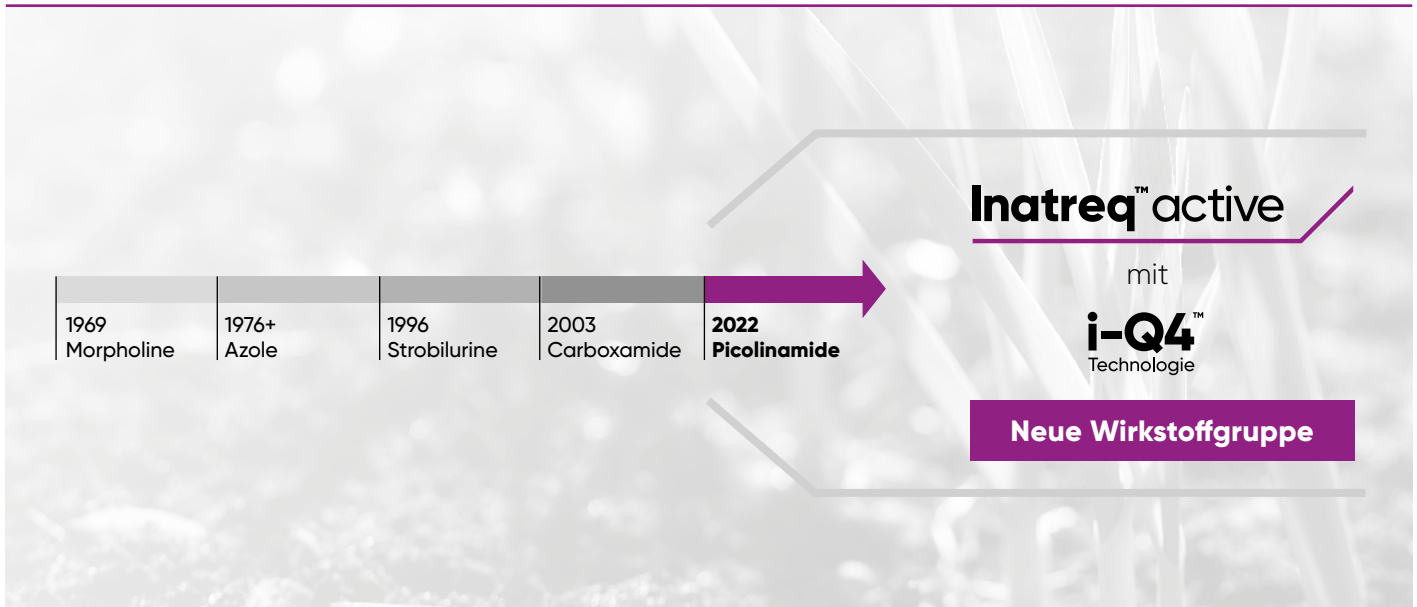 Inatreq™ active
mit
i-Q4™
Technologie
Neue Wirkstoffgruppe
1969
Morpholine
1976+
Azole
1996
Strobilurine
2003
Carboxamide
2022
Picolinamide